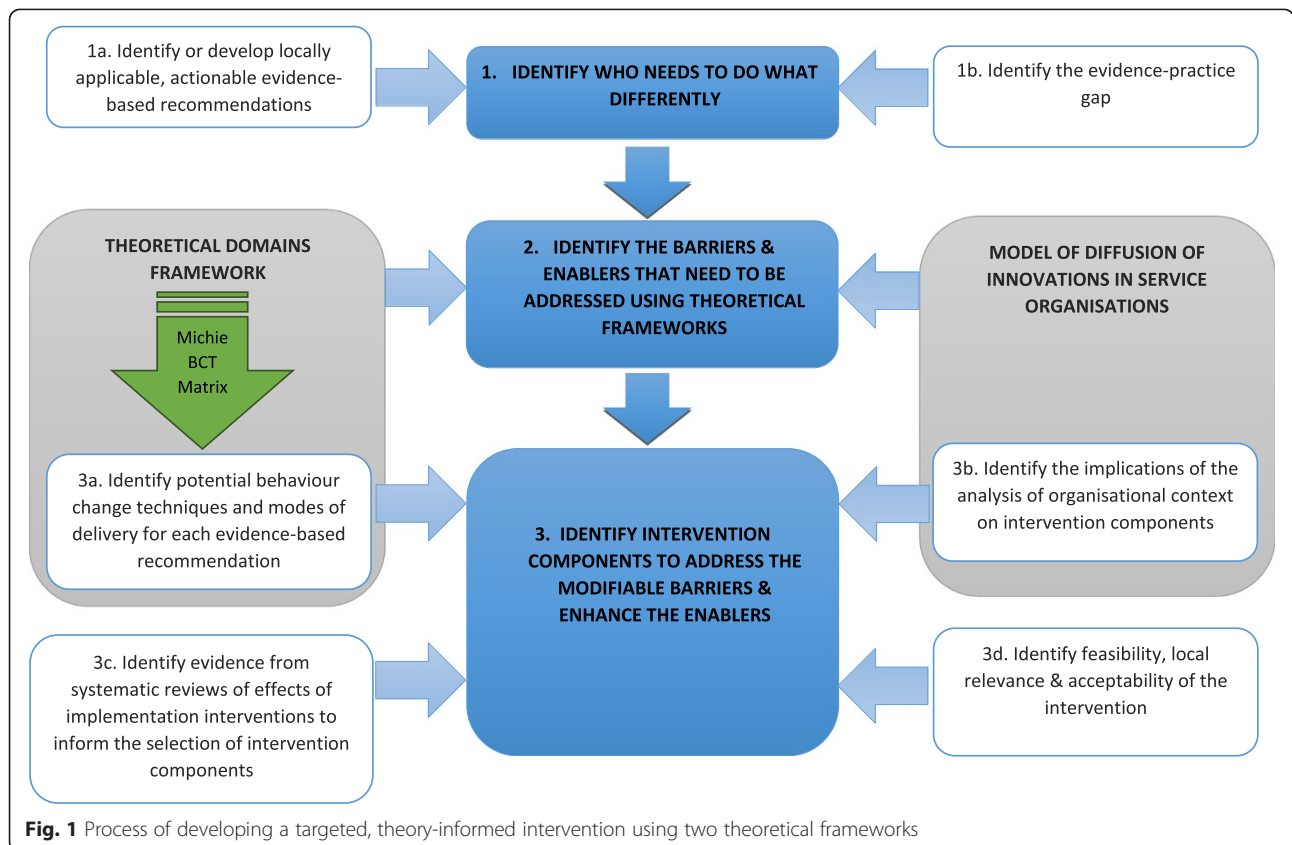 1a. Identify or develop locally
applicable, actionable evidence-
based recommendations
1. IDENTIFY WHO NEEDS TO DO WHAT
DIFFERENTLY
1b. Identify the evidence-practice
gap
THEORETICAL DOMAINS
FRAMEWORK
Michie
BCT
Matrix
2. IDENTIFY THE BARRIERS &
ENABLERS THAT NEED TO BE
ADDRESSED USING THEORETICAL
FRAMEWORKS
MODEL OF DIFFUSION OF
INNOVATIONS IN SERVICE
ORGANISATIONS
3a. Identify potential behaviour
change techniques and modes of
delivery for each evidence-based
recommendation
3. IDENTIFY INTERVENTION
COMPONENTS TO ADDRESS THE
MODIFIABLE BARRIERS &
ENHANCE THE ENABLERS
3b. Identify the implications of the
analysis of organisational context
on intervention components
3c. Identify evidence from
systematic reviews of effects of
implementation interventions to
inform the selection of intervention
components
3d. Identify feasibility, local
relevance & acceptability of the
intervention
Fig. 1 Process of developing a targeted, theory-informed intervention using two theoretical frameworks